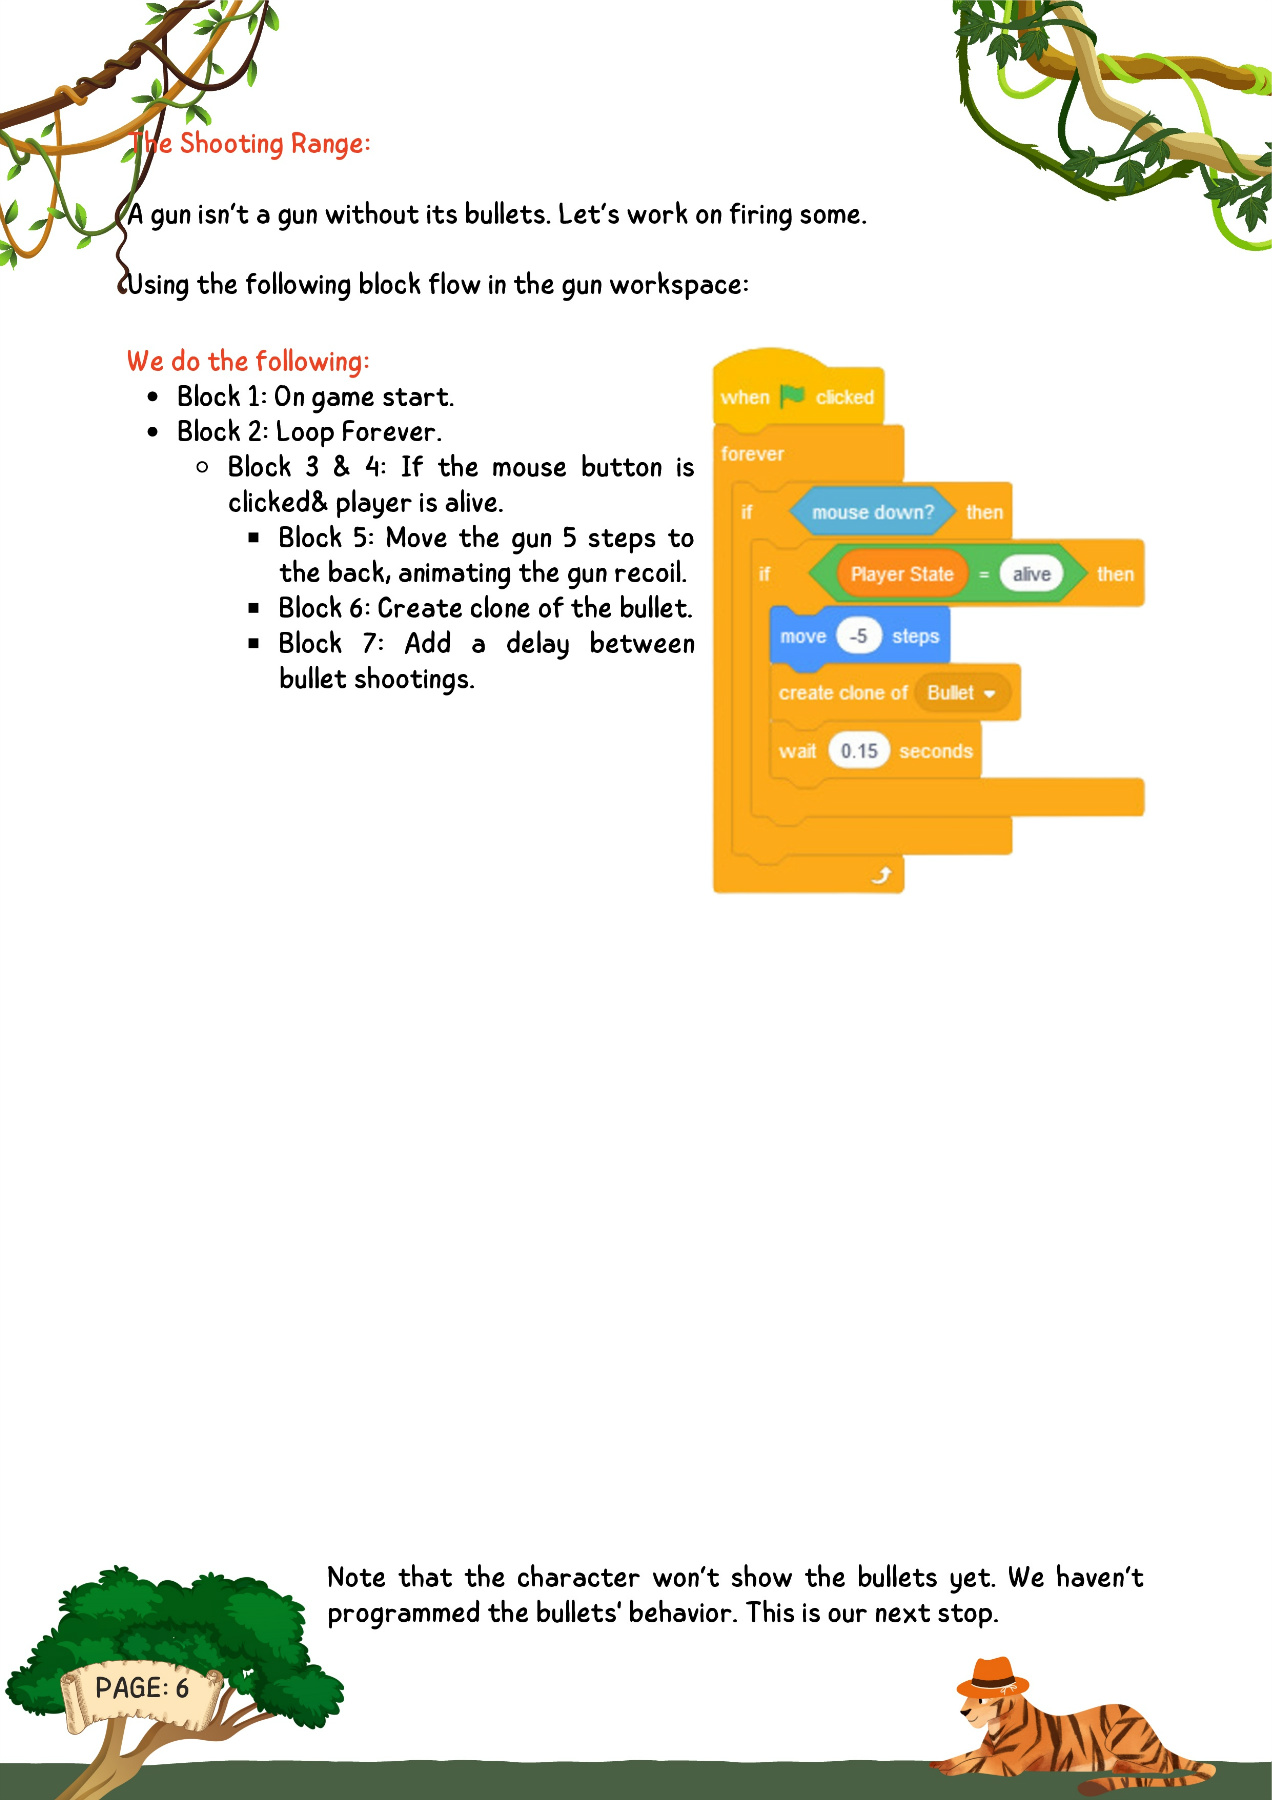 The Shooting Range:
A gun isn't a gun without its bullets. Let's work on firing some.
Using the following block flow in the gun workspace:
We do the following:
• Block 1: On game start.
• Block 2: Loop Forever.
○ Block 3 & 4: If the mouse button is
clicked& player is alive.
▪ Block 5: Move the gun 5 steps to
the back, animating the gun recoil.
▪ Block 6: Create clone of the bullet.
▪ Block 7: Add a delay between
bullet shootings.
when clicked
forever
if mouse down? then
if Player State = alive then
move -5 steps
create clone of Bullet
wait 0.15 seconds
Note that the character won't show the bullets yet. We haven't
programmed the bullets' behavior. This is our next stop.
PAGE: 6